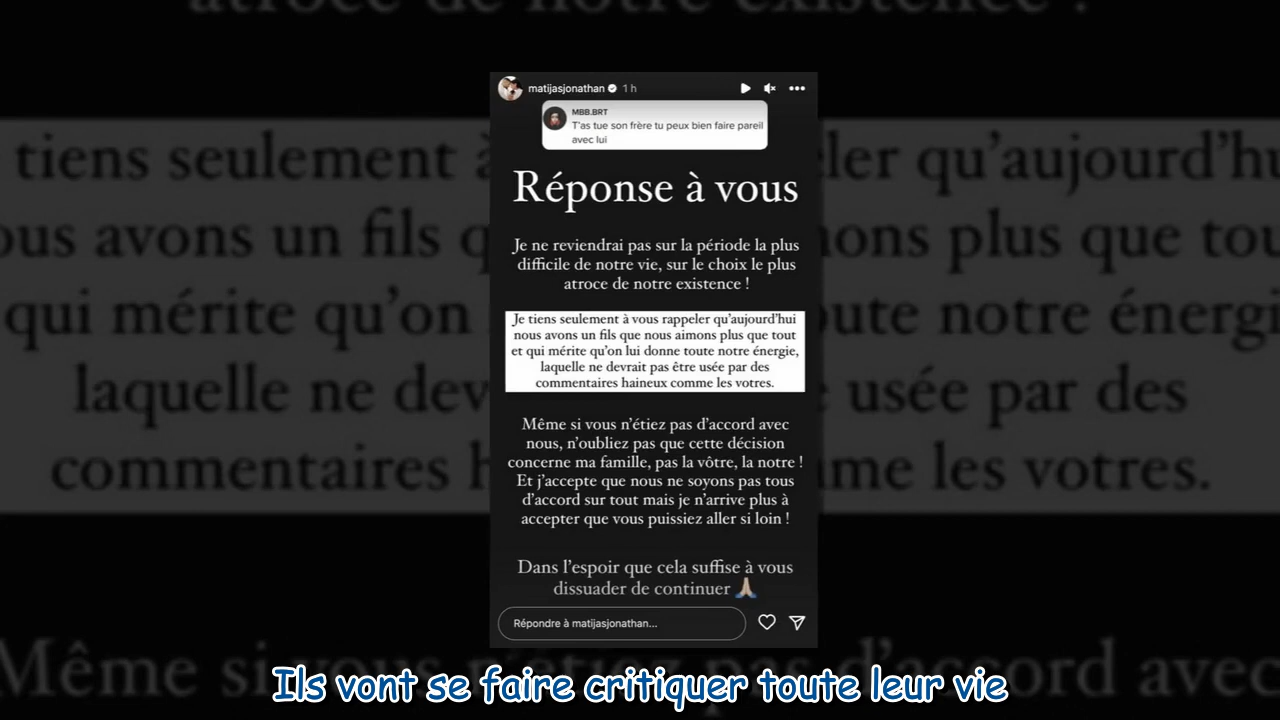 matijasjonathan 1 h
MBB.BRT
T'as tue son frère tu peux bien faire pareil
avec lui
Réponse à vous
Je ne reviendrai pas sur la période la plus
difficile de notre vie, sur le choix le plus
atroce de notre existence !
Je tiens seulement à vous rappeler qu'aujourd'hui
nous avons un fils que nous aimons plus que tout
et qui mérite qu'on lui donne toute notre énergie,
laquelle ne devrait pas être usée par des
commentaires haineux comme les votres.
Même si vous n'étiez pas d'accord avec
nous, n'oubliez pas que cette décision
concerne ma famille, pas la vôtre, la notre !
Et j'accepte que nous ne soyons pas tous
d'accord sur tout mais je n'arrive plus à
accepter que vous puissiez aller si loin !
Dans l'espoir que cela suffise à vous
dissuader de continuer 🙏🏼
Répondre à matijasjonathan...
Ils vont se faire critiquer toute leur vie